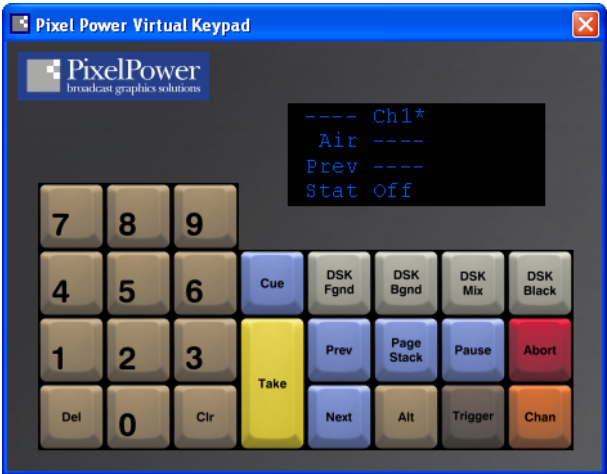 Pixel Power Virtual Keypad
PixelPower
broadcast graphics solutions
---- Ch1*
Air ----
Prev ----
Stat Off
7 8 9
4 5 6 Cue DSK Fgnd DSK Bgnd DSK Mix DSK Black
1 2 3 Take Prev Page Stack Pause Abort
Del 0 Clr Next Alt Trigger Chan